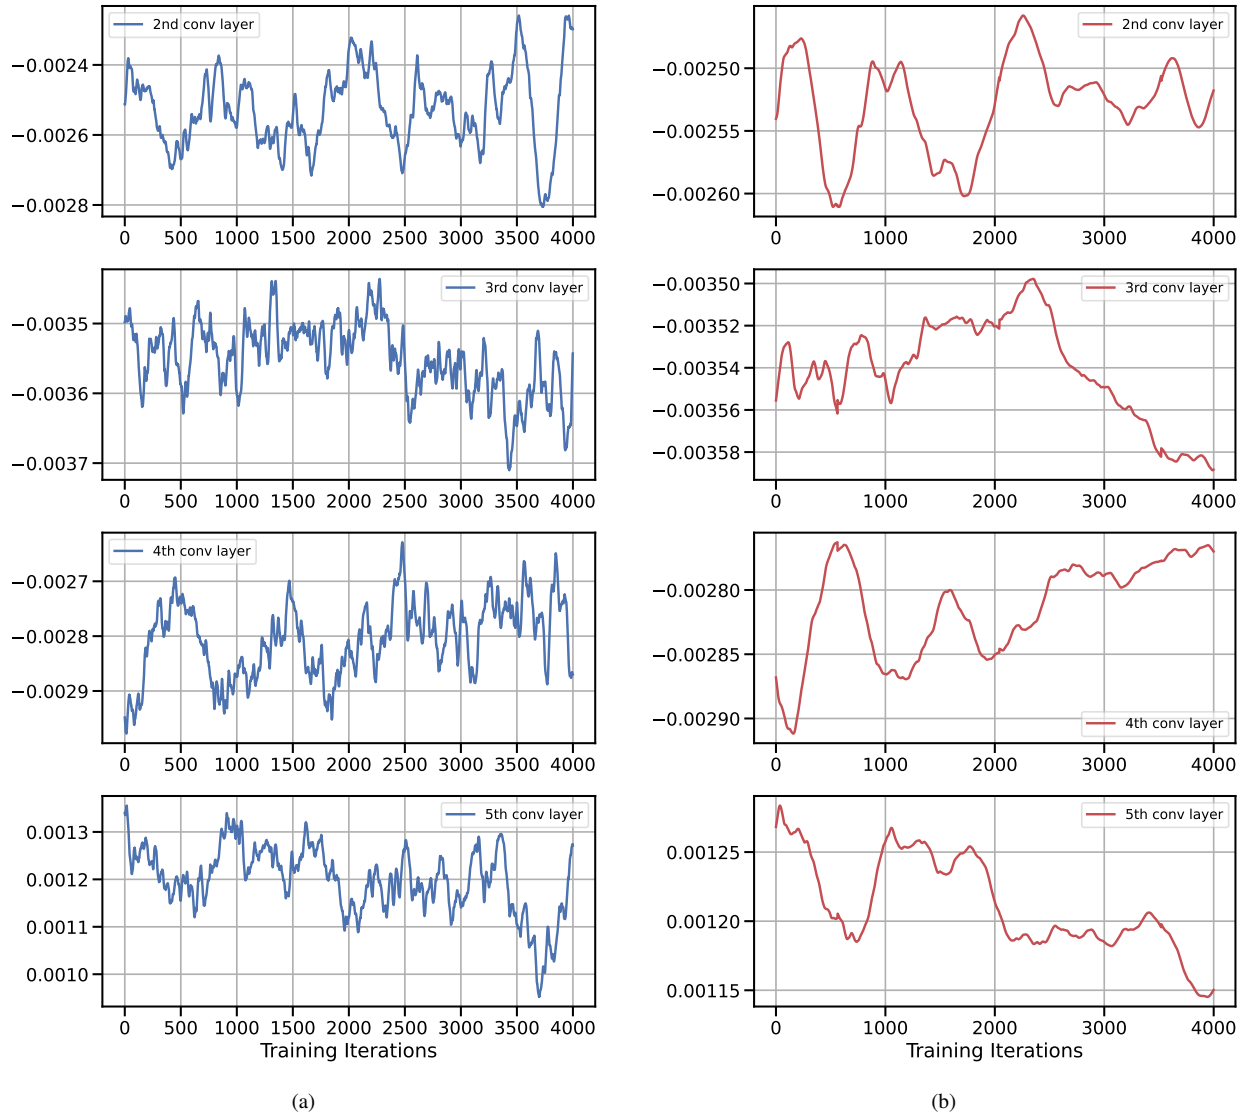 2nd conv layer
−0.0024
−0.0026
−0.0028
0 500 1000 1500 2000 2500 3000 3500 4000
2nd conv layer
−0.00250
−0.00255
−0.00260
0 1000 2000 3000 4000
3rd conv layer
−0.0035
−0.0036
−0.0037
0 500 1000 1500 2000 2500 3000 3500 4000
3rd conv layer
−0.00350
−0.00352
−0.00354
−0.00356
−0.00358
0 1000 2000 3000 4000
4th conv layer
−0.0027
−0.0028
−0.0029
0 500 1000 1500 2000 2500 3000 3500 4000
−0.00280
−0.00285
−0.00290
4th conv layer
0 1000 2000 3000 4000
5th conv layer
0.0013
0.0012
0.0011
0.0010
0 500 1000 1500 2000 2500 3000 3500 4000
Training Iterations
(a)
5th conv layer
0.00125
0.00120
0.00115
0 1000 2000 3000 4000
Training Iterations
(b)